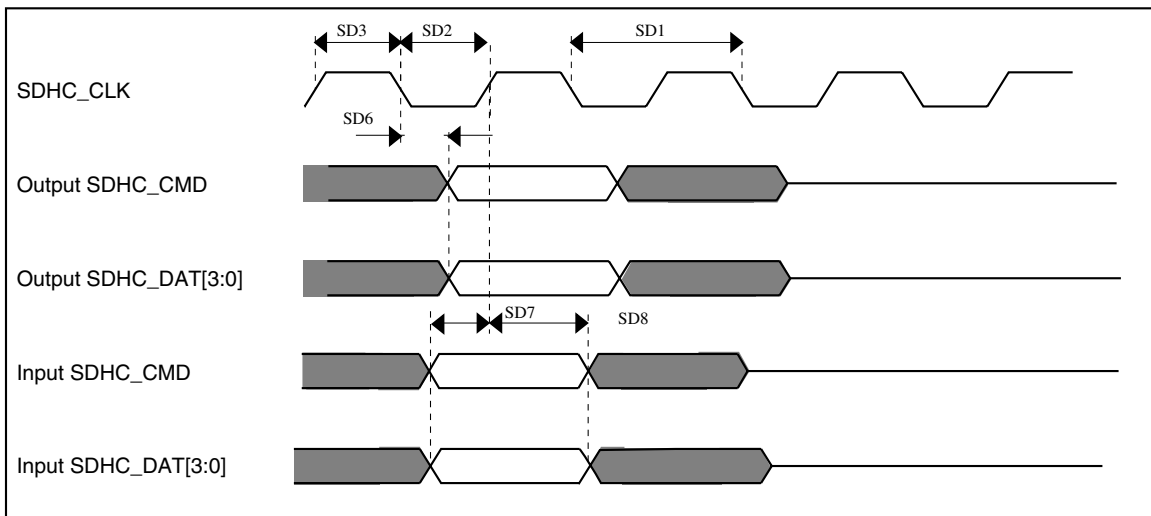 SD3 SD2 SD1
SDHC_CLK
SD6
Output SDHC_CMD
Output SDHC_DAT[3:0]
SD7 SD8
Input SDHC_CMD
Input SDHC_DAT[3:0]